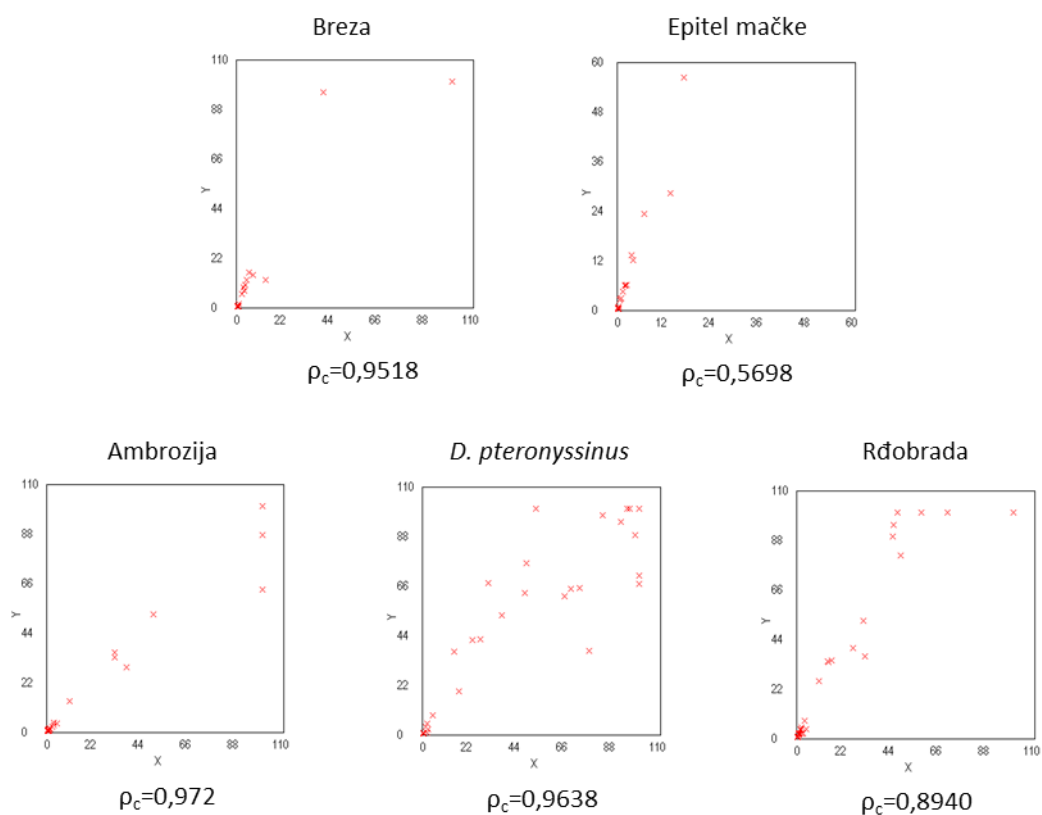 Breza
Epitel mačke
110
88
66
44
22
0
Y
0 22 44 66 88 110
X
60
48
36
24
12
0
Y
0 12 24 36 48 60
X
ρc=0,9518
ρc=0,5698
Ambrozija
D. pteronyssinus
Rđobrada
110
88
66
44
22
0
Y
0 22 44 66 88 110
X
110
88
66
44
22
0
Y
0 22 44 66 88 110
X
110
88
66
44
22
0
Y
0 22 44 66 88 110
X
ρc=0,972
ρc=0,9638
ρc=0,8940